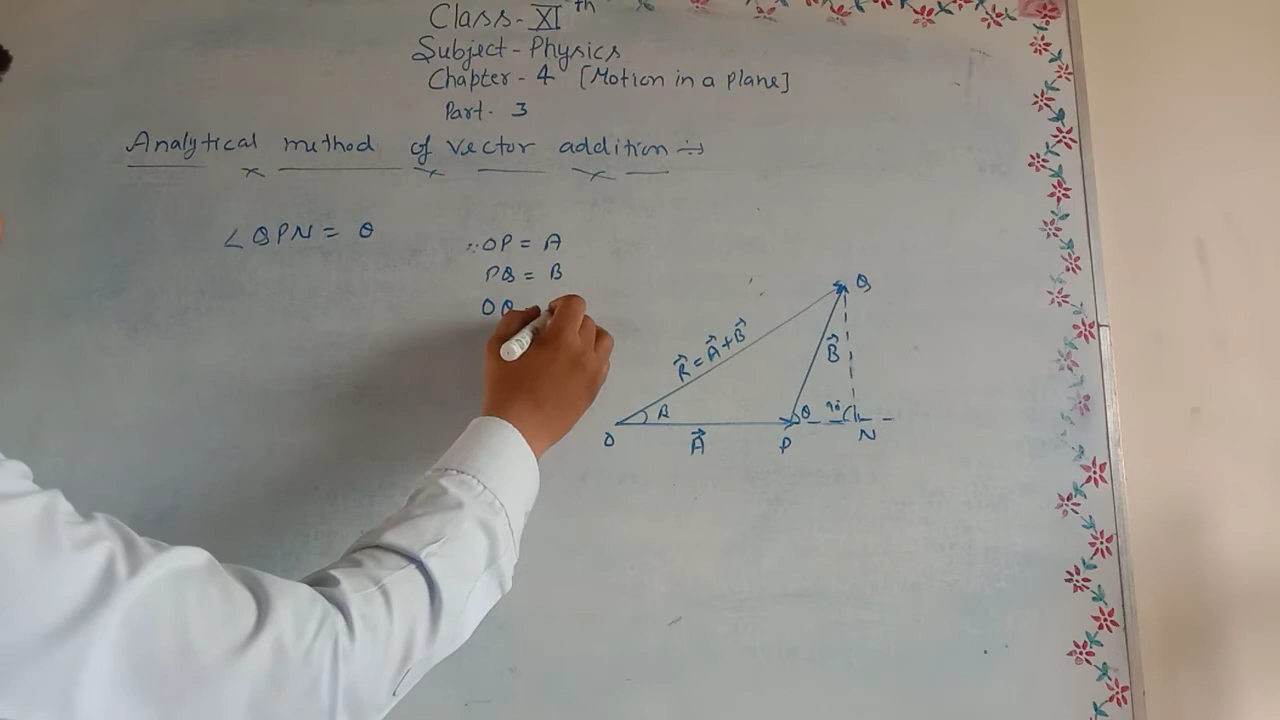 Class - XI th
Subject - Physics
Chapter - 4 [Motion in a plane]
Part - 3
Analytical method of vector addition :-
∠QPN = θ
∵ OP = A
PQ = B
OQ
R⃗ = A⃗ + B⃗
Q
B⃗
θ
90°
O
A⃗
P
N